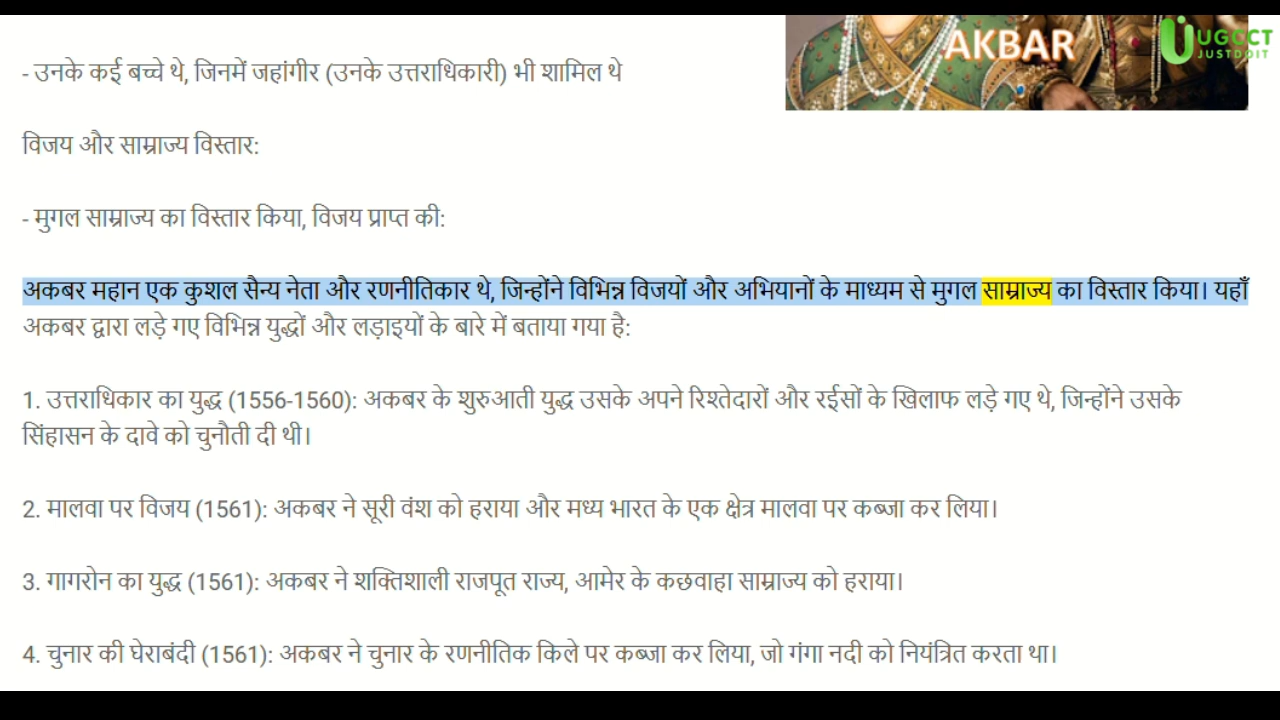 AKBAR
UGCCT
JUSTDOIT
- उनके कई बच्चे थे, जिनमें जहांगीर (उनके उत्तराधिकारी) भी शामिल थे
विजय और साम्राज्य विस्तार:
- मुगल साम्राज्य का विस्तार किया, विजय प्राप्त की:
अकबर महान एक कुशल सैन्य नेता और रणनीतिकार थे, जिन्होंने विभिन्न विजयों और अभियानों के माध्यम से मुगल साम्राज्य का विस्तार किया। यहाँ
अकबर द्वारा लड़े गए विभिन्न युद्धों और लड़ाइयों के बारे में बताया गया है:
1. उत्तराधिकार का युद्ध (1556-1560): अकबर के शुरुआती युद्ध उसके अपने रिश्तेदारों और रईसों के खिलाफ लड़े गए थे, जिन्होंने उसके
सिंहासन के दावे को चुनौती दी थी।
2. मालवा पर विजय (1561): अकबर ने सूरी वंश को हराया और मध्य भारत के एक क्षेत्र मालवा पर कब्जा कर लिया।
3. गागरोन का युद्ध (1561): अकबर ने शक्तिशाली राजपूत राज्य, आमेर के कछवाहा साम्राज्य को हराया।
4. चुनार की घेराबंदी (1561): अकबर ने चुनार के रणनीतिक किले पर कब्जा कर लिया, जो गंगा नदी को नियंत्रित करता था।